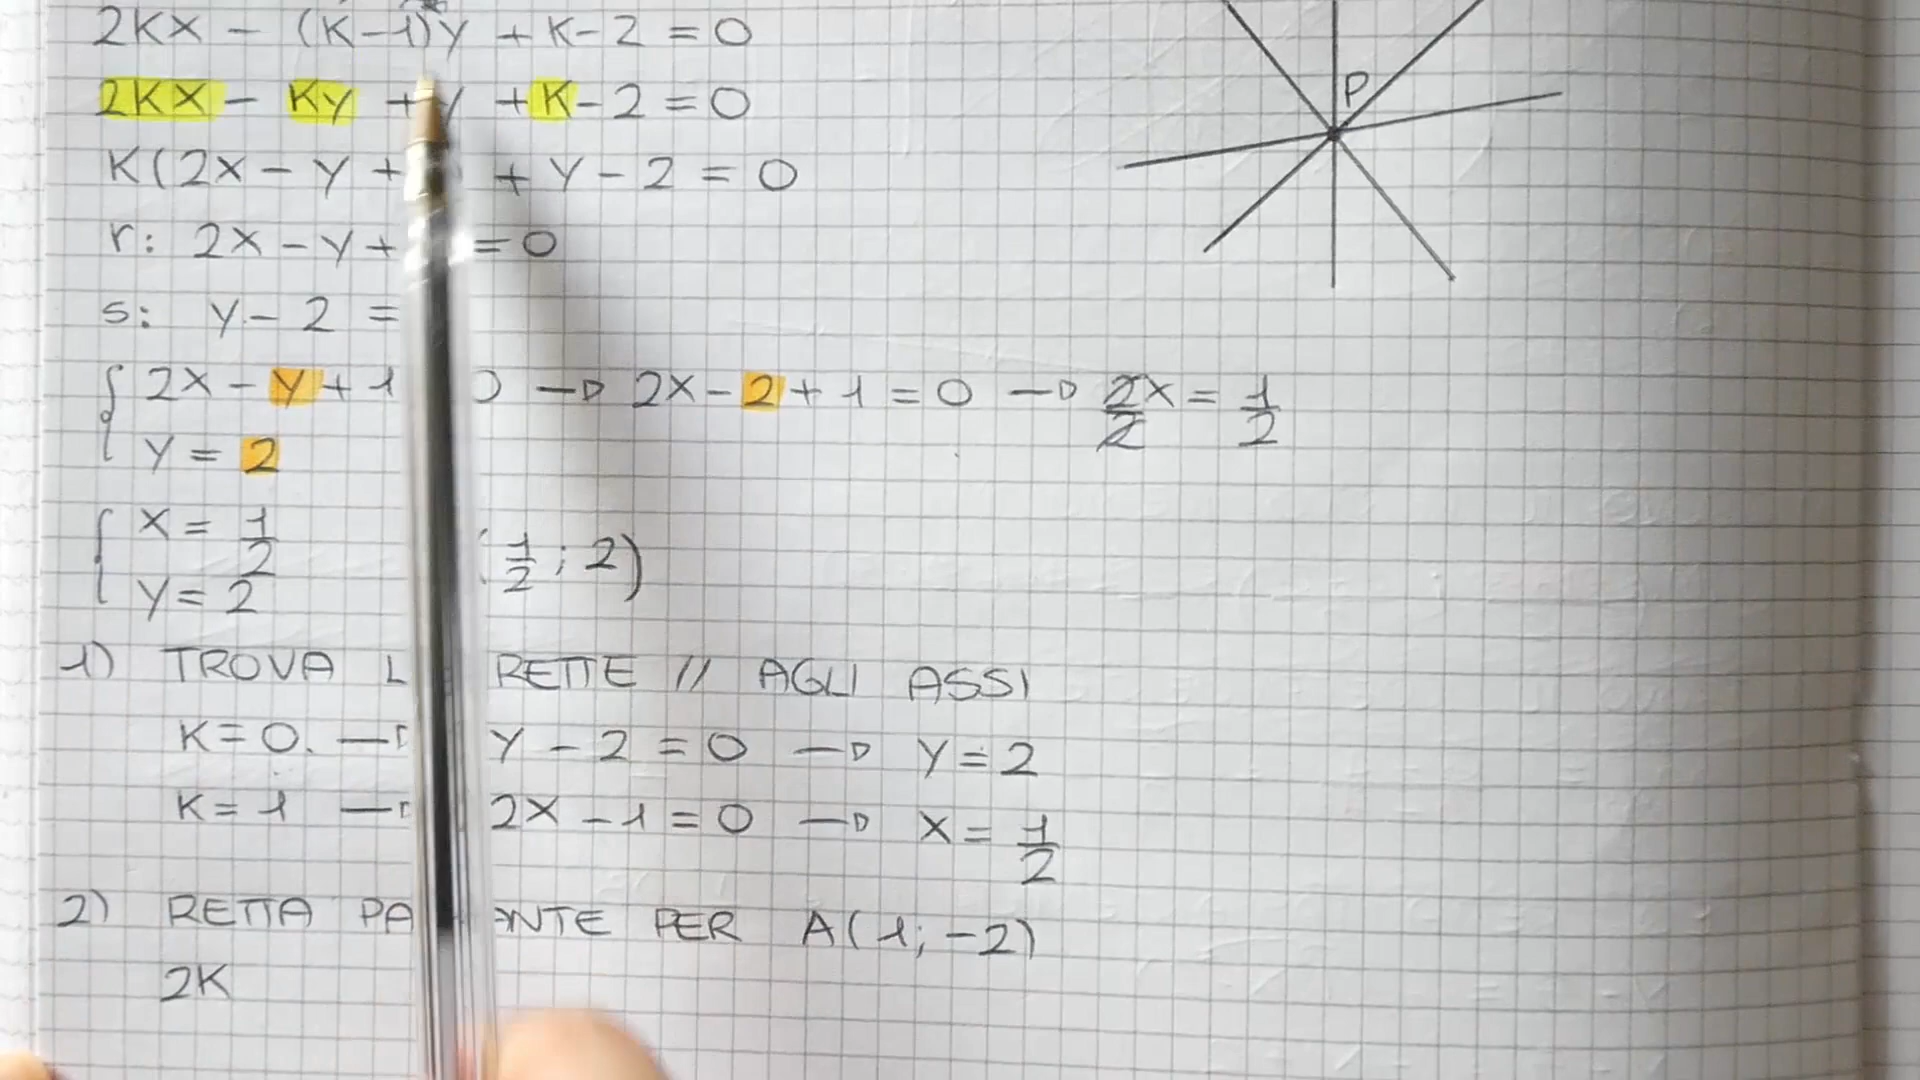 2KX - (K-1)Y + K-2 = 0
2KX - KY + Y + K - 2 = 0
K(2X - Y + + Y - 2 = 0
r: 2X - Y + = 0
s: Y - 2 =
2X - Y + 1 0 → 2X - 2 + 1 = 0 → 2X/2 = 1/2
Y = 2
X = 1/2
Y = 2
(1/2 ; 2)
P
1) TROVA RETTE // AGLI ASSI
K=0. → Y - 2 = 0 → Y = 2
K=1 → 2X - 1 = 0 → X = 1/2
2) RETTA PER A(1; -2)
2K